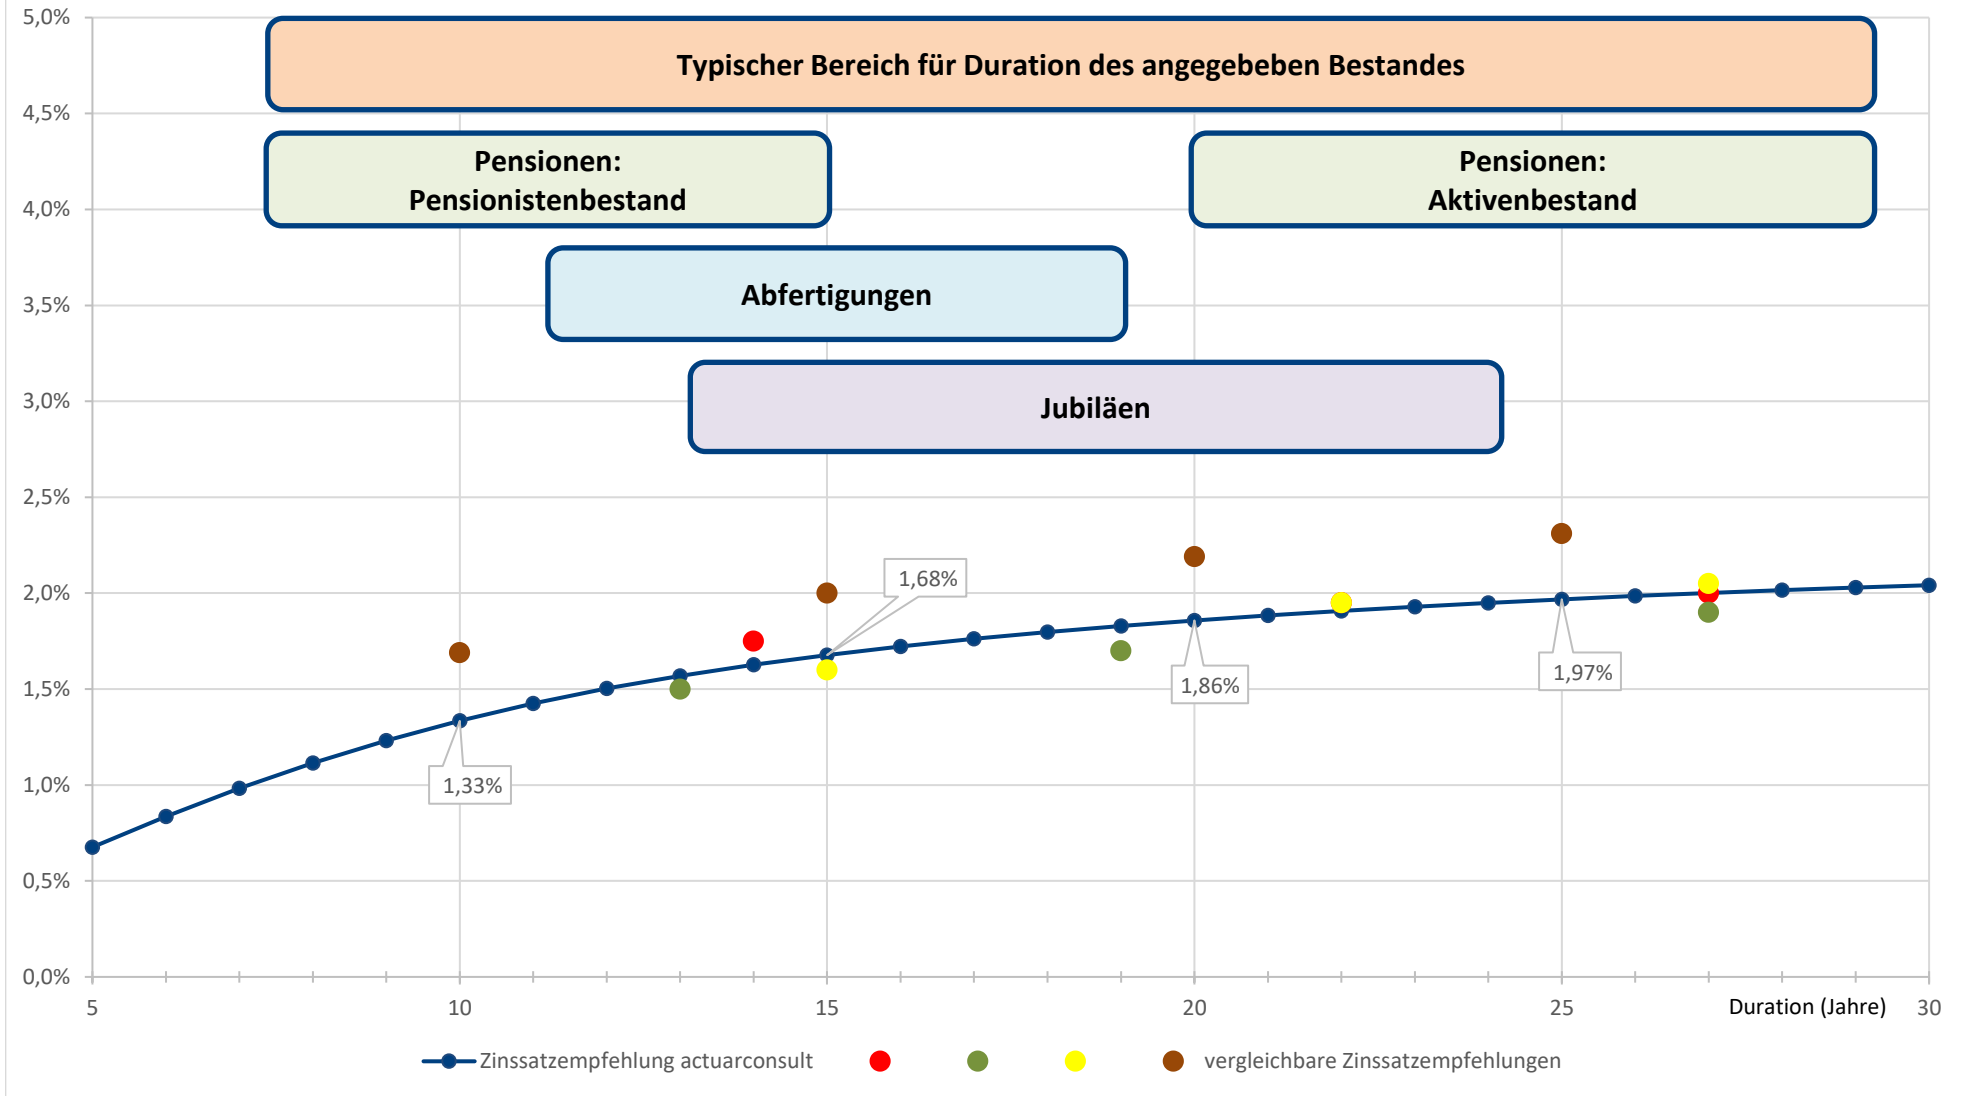 5,0%
Typischer Bereich für Duration des angegebeben Bestandes
4,5%
Pensionen:
Pensionistenbestand
Pensionen:
Aktivenbestand
4,0%
Abfertigungen
3,5%
3,0%
Jubiläen
2,5%
2,0%
1,68%
1,5%
1,86%
1,97%
1,0%
1,33%
0,5%
0,0%
5 10 15 20 25 Duration (Jahre) 30
Zinssatzempfehlung actuarconsult vergleichbare Zinssatzempfehlungen